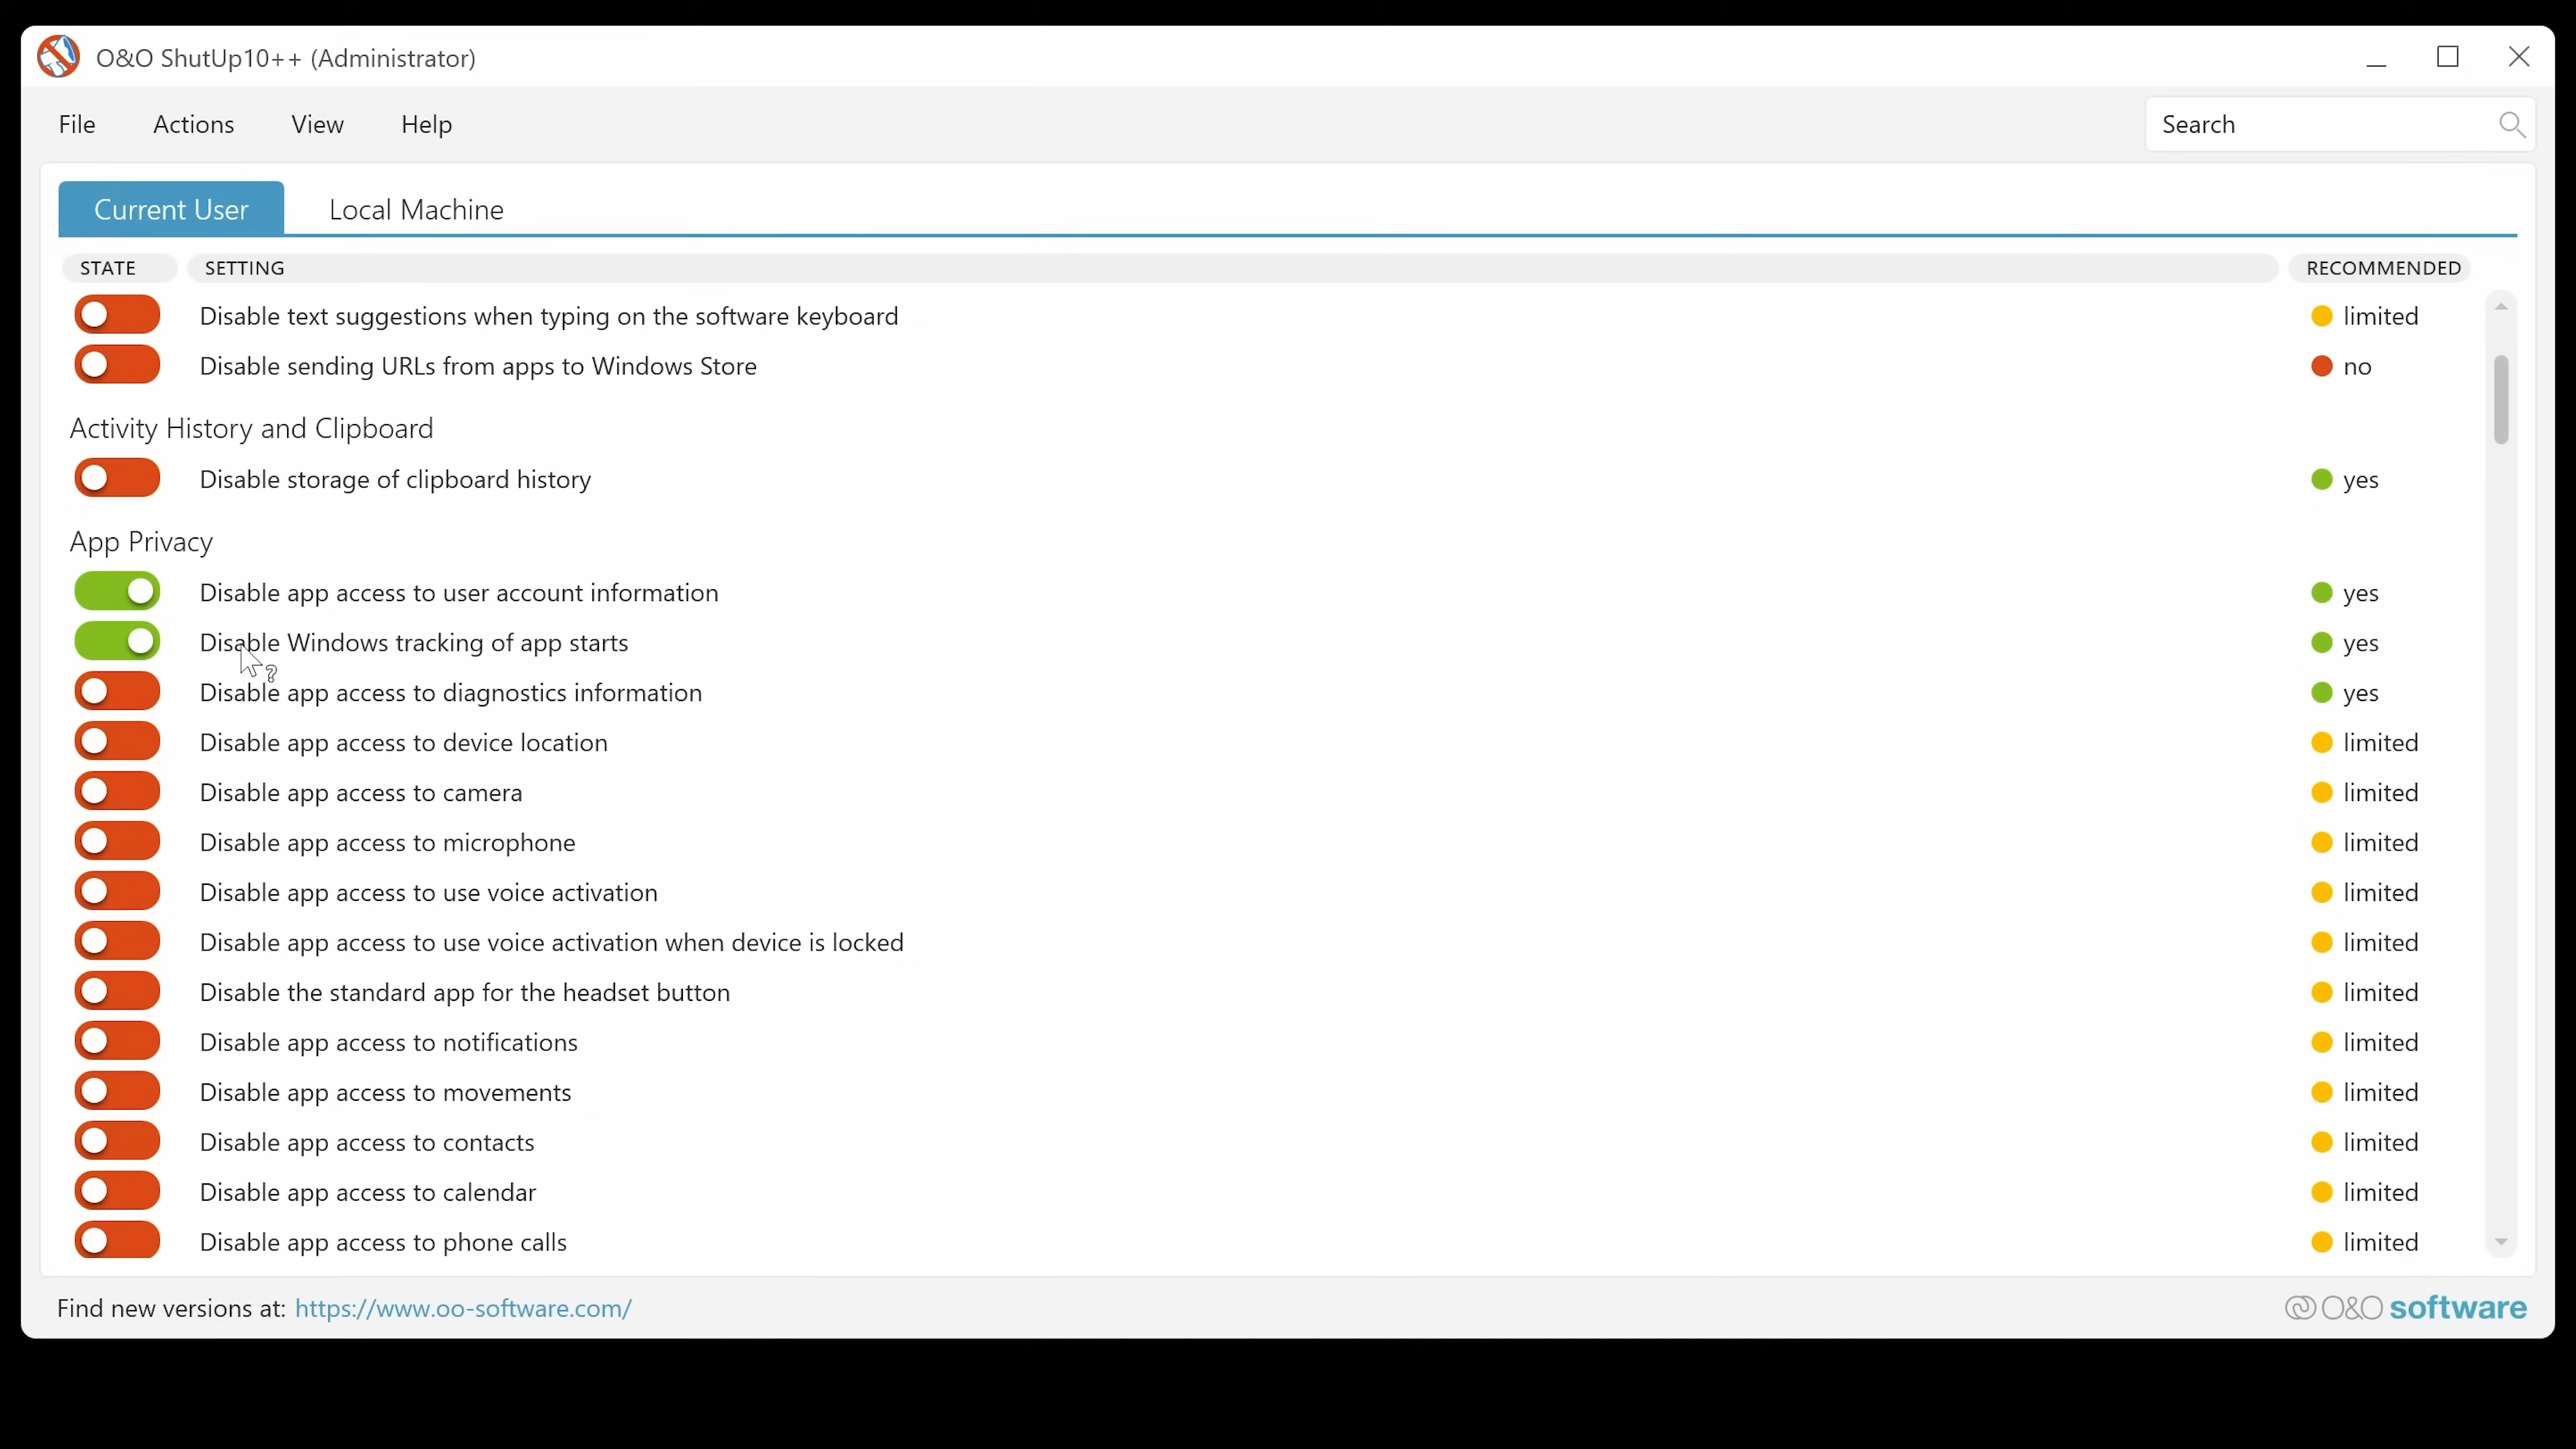 O&O ShutUp10++ (Administrator)
File Actions View Help Search
Current User Local Machine
STATE SETTING RECOMMENDED
Disable text suggestions when typing on the software keyboard limited
Disable sending URLs from apps to Windows Store no
Activity History and Clipboard
Disable storage of clipboard history yes
App Privacy
Disable app access to user account information yes
Disable Windows tracking of app starts yes
Disable app access to diagnostics information yes
Disable app access to device location limited
Disable app access to camera limited
Disable app access to microphone limited
Disable app access to use voice activation limited
Disable app access to use voice activation when device is locked limited
Disable the standard app for the headset button limited
Disable app access to notifications limited
Disable app access to movements limited
Disable app access to contacts limited
Disable app access to calendar limited
Disable app access to phone calls limited
Find new versions at: https://www.oo-software.com/ O&O software